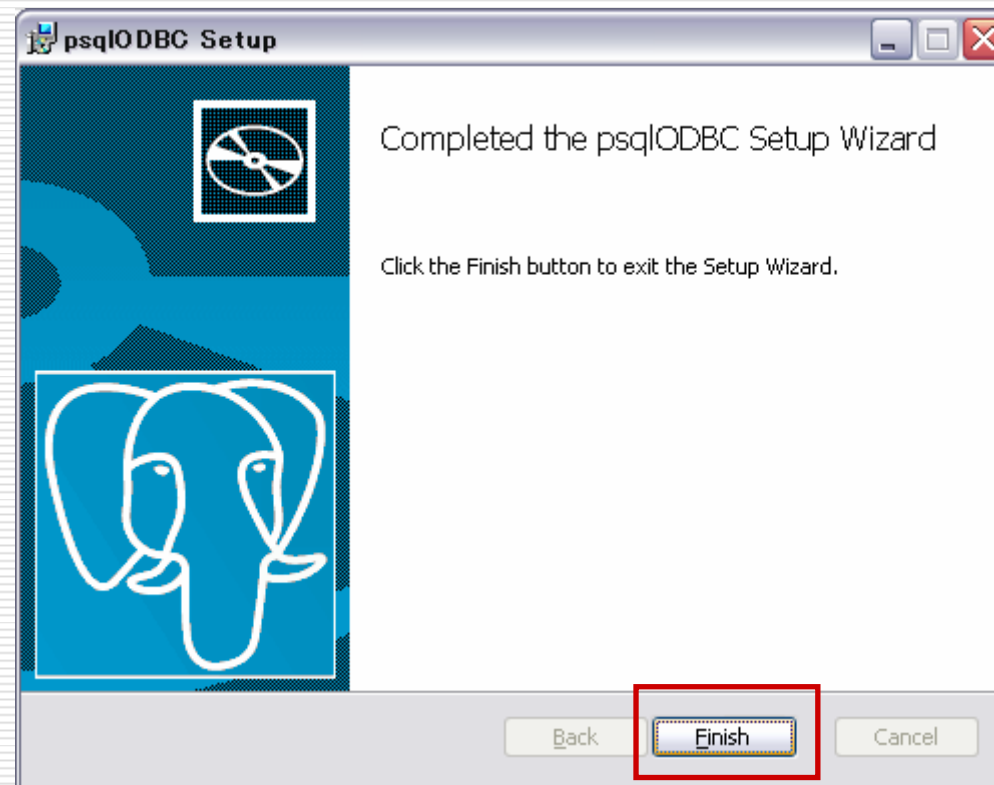 psqlODBC Setup
Completed the psqlODBC Setup Wizard
Click the Finish button to exit the Setup Wizard.
Back
Finish
Cancel